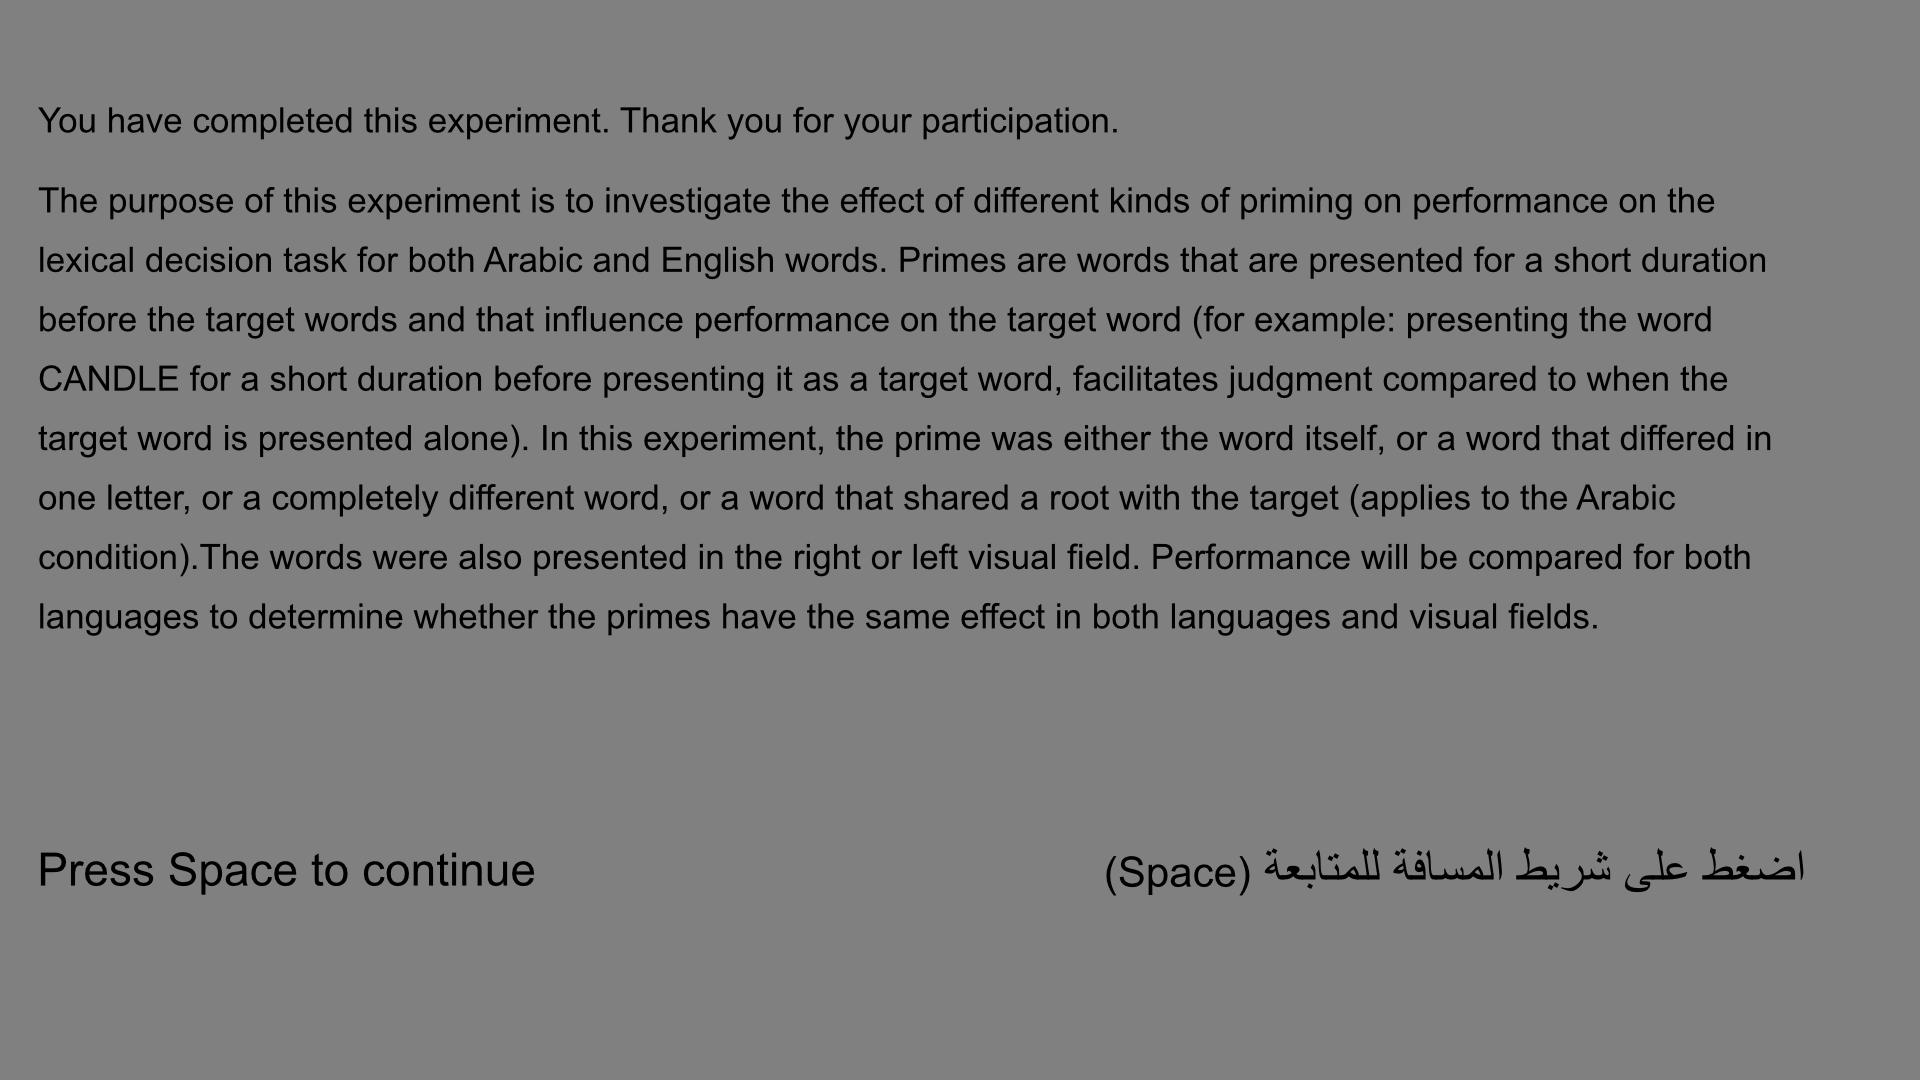 You have completed this experiment. Thank you for your participation.
The purpose of this experiment is to investigate the effect of different kinds of priming on performance on the
lexical decision task for both Arabic and English words. Primes are words that are presented for a short duration
before the target words and that influence performance on the target word (for example: presenting the word
CANDLE for a short duration before presenting it as a target word, facilitates judgment compared to when the
target word is presented alone). In this experiment, the prime was either the word itself, or a word that differed in
one letter, or a completely different word, or a word that shared a root with the target (applies to the Arabic
condition).The words were also presented in the right or left visual field. Performance will be compared for both
languages to determine whether the primes have the same effect in both languages and visual fields.
Press Space to continue
اضغط على شريط المسافة للمتابعة (Space)